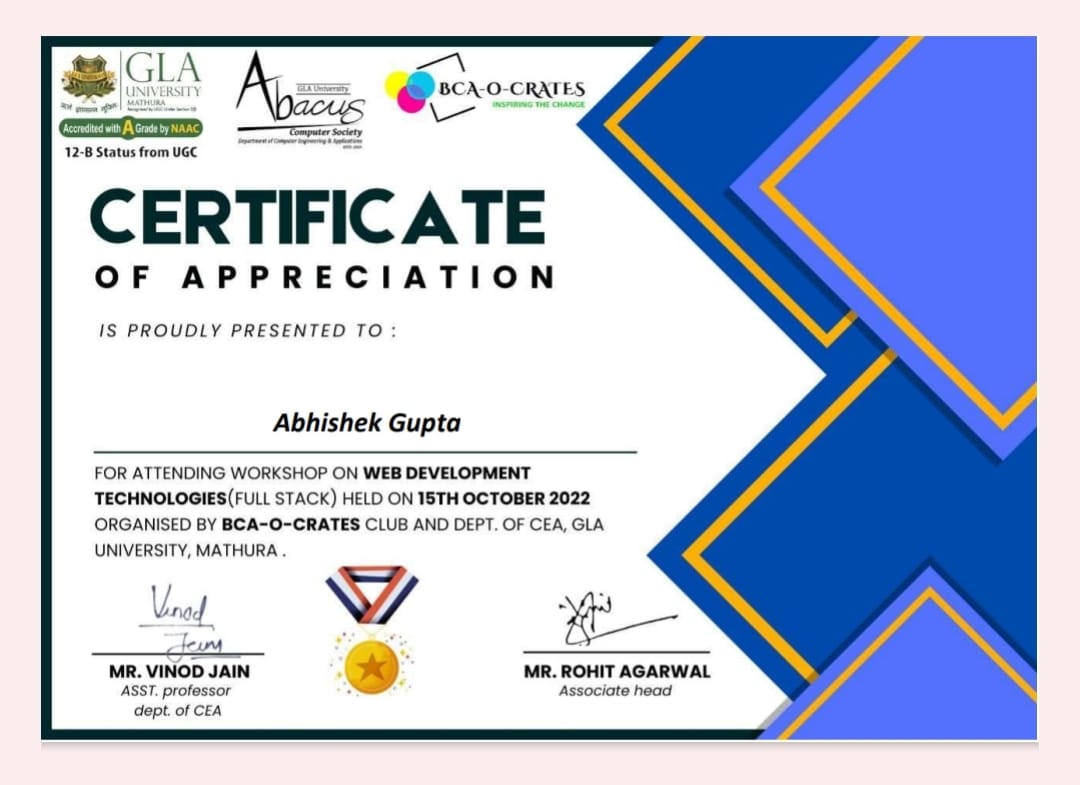 GLA
UNIVERSITY
MATHURA
Recognised by UGC Under Section 2(f)
Accredited with A Grade by NAAC
12-B Status from UGC
GLA University
Abacus
Computer Society
Department of Computer Engineering & Applications
BCA-O-CRATES
INSPIRING THE CHANGE
CERTIFICATE
OF APPRECIATION
IS PROUDLY PRESENTED TO :
Abhishek Gupta
FOR ATTENDING WORKSHOP ON WEB DEVELOPMENT
TECHNOLOGIES(FULL STACK) HELD ON 15TH OCTOBER 2022
ORGANISED BY BCA-O-CRATES CLUB AND DEPT. OF CEA, GLA
UNIVERSITY, MATHURA .
Vinod
Jain
MR. VINOD JAIN
ASST. professor
dept. of CEA
MR. ROHIT AGARWAL
Associate head